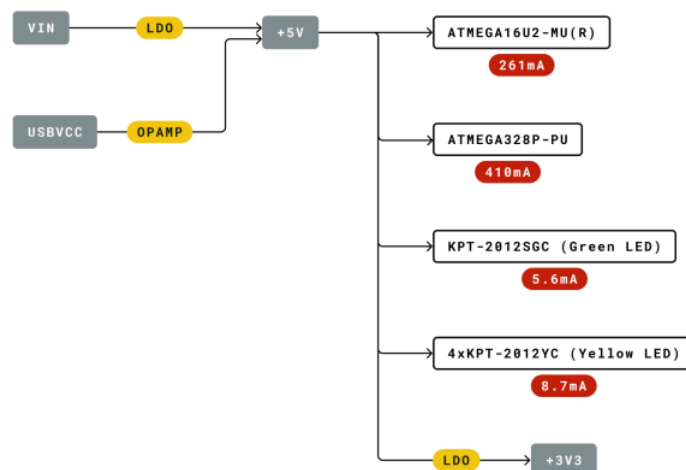 VIN
LDO
+5V
ATMEGA16U2-MU(R)
261mA
USBVCC
OPAMP
ATMEGA328P-PU
410mA
KPT-2012SGC (Green LED)
5.6mA
4xKPT-2012YC (Yellow LED)
8.7mA
LDO
+3V3